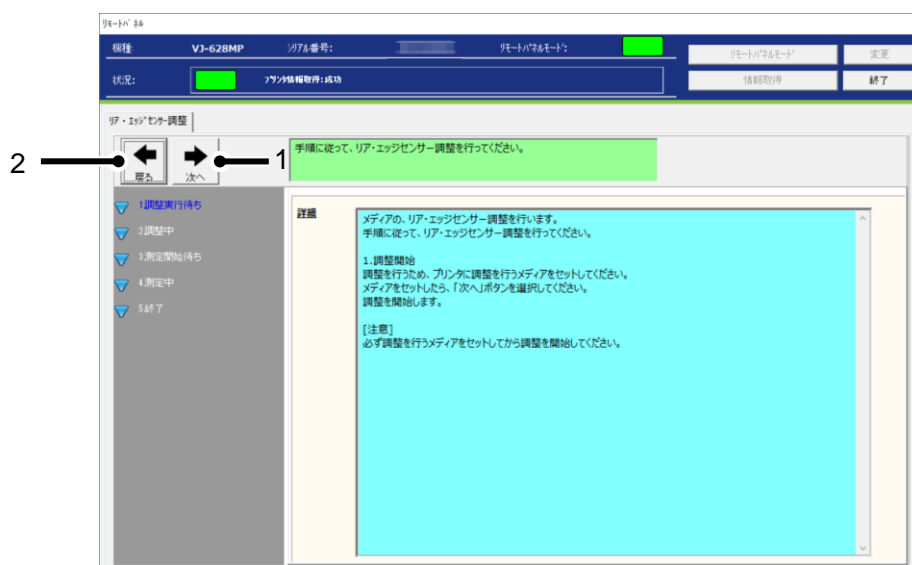 リモートパネル
機種: VJ-628MP シリアル番号: リモートパネルモード:
リモートパネルモード 変更
状況: プリンタ情報取得:成功
情報取得 終了
リア・エッジセンサー調整
2 戻る 次へ 1
手順に従って、リア・エッジセンサー調整を行ってください。
1.調整実行待ち
2.調整中
3.測定開始待ち
4.測定中
5.終了
詳細
メディアの、リア・エッジセンサー調整を行います。
手順に従って、リア・エッジセンサー調整を行ってください。
1.調整開始
調整を行うため、プリンタに調整を行うメディアをセットしてください。
メディアをセットしたら、「次へ」ボタンを選択してください。
調整を開始します。
[注意]
必ず調整を行うメディアをセットしてから調整を開始してください。